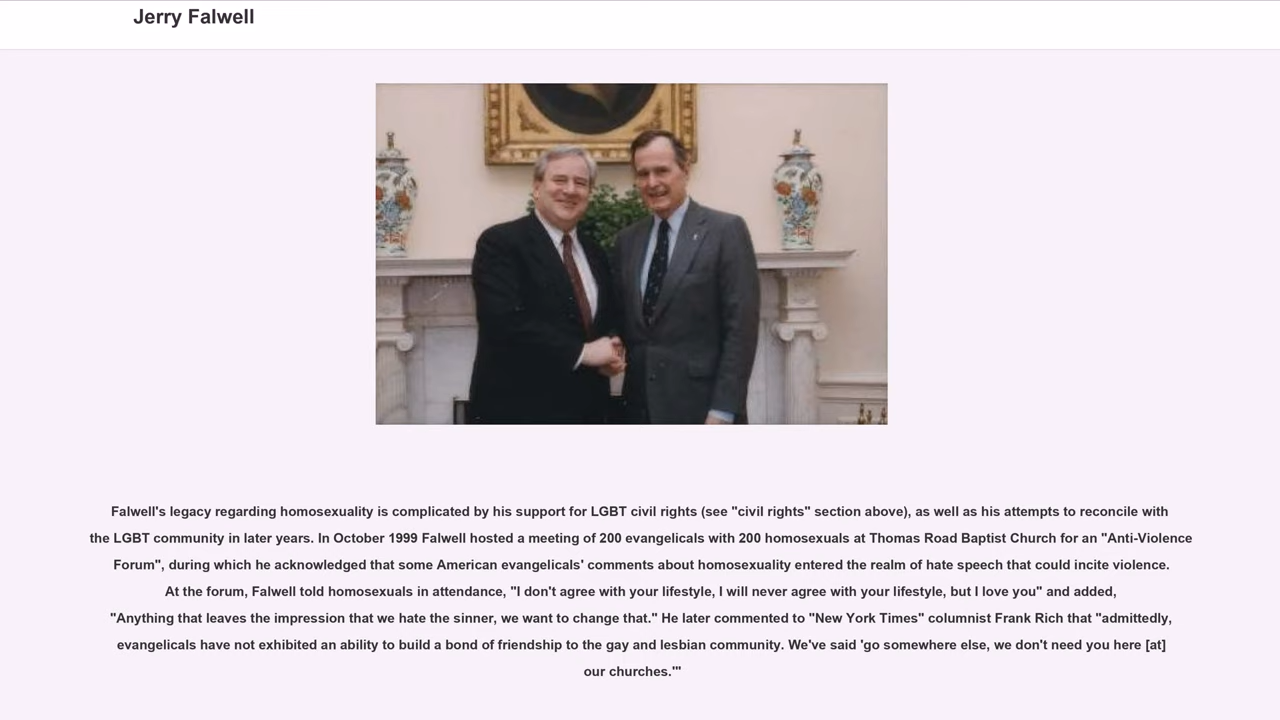 Jerry Falwell
Falwell's legacy regarding homosexuality is complicated by his support for LGBT civil rights (see "civil rights" section above), as well as his attempts to reconcile with
the LGBT community in later years. In October 1999 Falwell hosted a meeting of 200 evangelicals with 200 homosexuals at Thomas Road Baptist Church for an "Anti-Violence
Forum", during which he acknowledged that some American evangelicals' comments about homosexuality entered the realm of hate speech that could incite violence.
At the forum, Falwell told homosexuals in attendance, "I don't agree with your lifestyle, I will never agree with your lifestyle, but I love you" and added,
"Anything that leaves the impression that we hate the sinner, we want to change that." He later commented to "New York Times" columnist Frank Rich that "admittedly,
evangelicals have not exhibited an ability to build a bond of friendship to the gay and lesbian community. We've said 'go somewhere else, we don't need you here [at]
our churches.'"